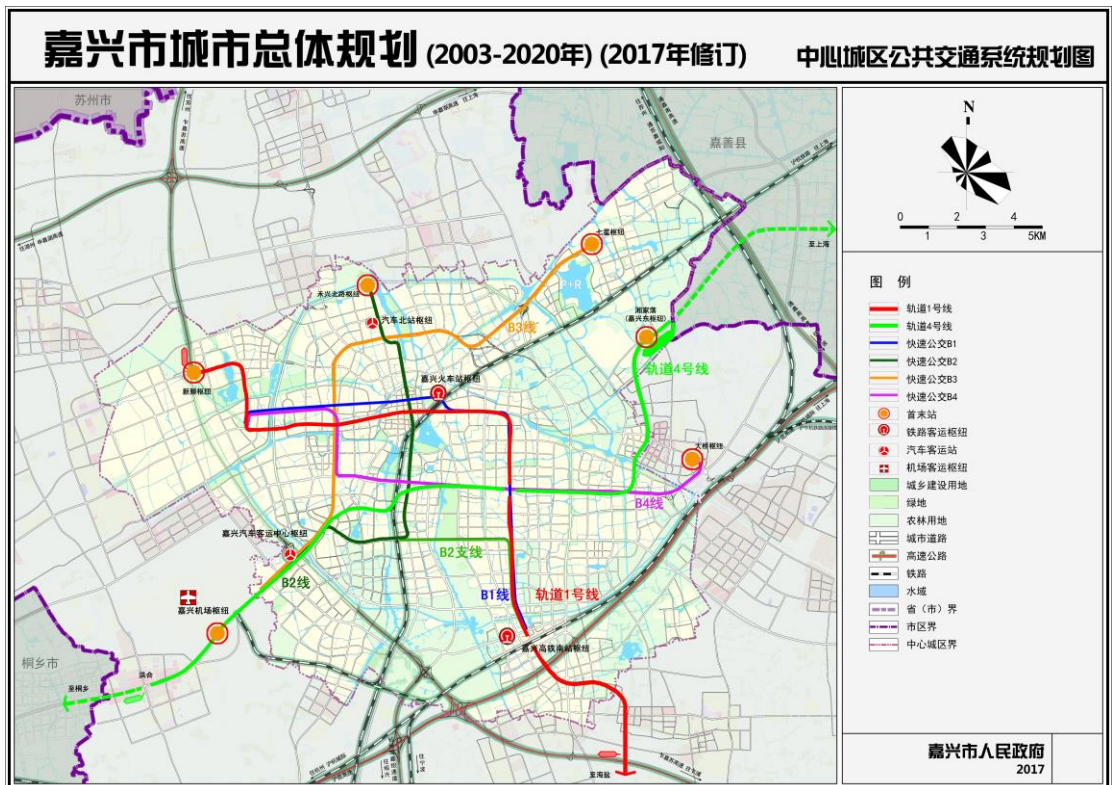 嘉兴市城市总体规划 (2003-2020年) (2017年修订)
中心城区公共交通系统规划图
苏州市
嘉善县
桐乡市
七星枢纽
P+R
至上海
禾兴北路枢纽
汽车北站枢纽
B3线
湘家荡
(嘉兴东枢纽)
轨道4号线
新塍枢纽
嘉兴火车站枢纽
大桥枢纽
B4线
嘉兴汽车客运中心枢纽
B2支线
B2线
B1线
轨道1号线
嘉兴机场枢纽
嘉兴高铁南站枢纽
洪合
至桐乡
至海盐
N
0 2 4
1 3 5KM
图 例
轨道1号线
轨道4号线
快速公交B1
快速公交B2
快速公交B3
快速公交B4
首末站
铁路客运枢纽
汽车客运站
机场客运枢纽
城乡建设用地
绿地
农林用地
城市道路
高速公路
铁路
水域
省（市）界
市区界
中心城区界
嘉兴市人民政府
2017